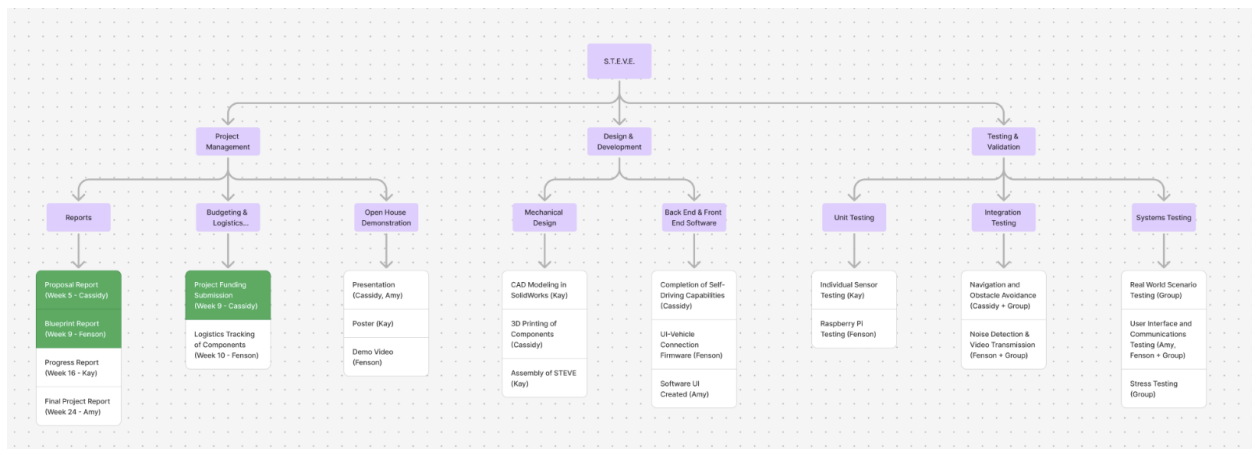 S.T.E.V.E.
Project
Management
Design &
Development
Testing &
Validation
Reports
Budgeting &
Logistics...
Open House
Demonstration
Mechanical
Design
Back End & Front
End Software
Unit Testing
Integration
Testing
Systems Testing
Proposal Report
(Week 5 - Cassidy)
Blueprint Report
(Week 9 - Fenson)
Progress Report
(Week 16 - Kay)
Final Project Report
(Week 24 - Amy)
Project Funding
Submission
(Week 9 - Cassidy)
Logistics Tracking
of Components
(Week 10 - Fenson)
Presentation
(Cassidy, Amy)
Poster (Kay)
Demo Video
(Fenson)
CAD Modeling in
SolidWorks (Kay)
3D Printing of
Components
(Cassidy)
Assembly of STEVE
(Kay)
Completion of Self-
Driving Capabilities
(Cassidy)
UI-Vehicle
Connection
Firmware (Fenson)
Software UI
Created (Amy)
Individual Sensor
Testing (Kay)
Raspberry Pi
Testing (Fenson)
Navigation and
Obstacle Avoidance
(Cassidy + Group)
Noise Detection &
Video Transmission
(Fenson + Group)
Real World Scenario
Testing (Group)
User Interface and
Communications
Testing (Amy,
Fenson + Group)
Stress Testing
(Group)